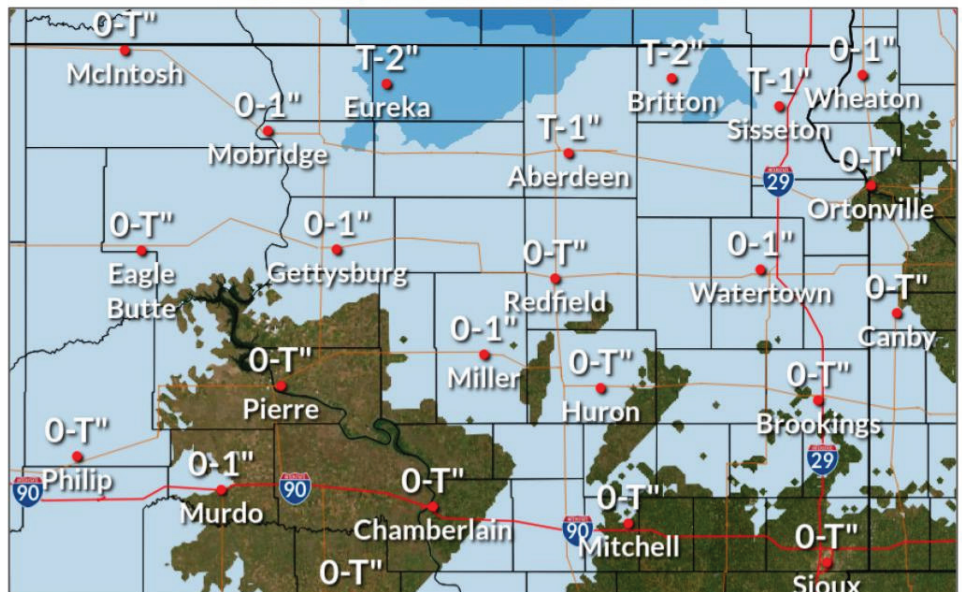 0-T"
McIntosh
T-2"
Eureka
T-2"
Britton
0-1"
Wheaton
T-1"
Sisseton
0-1"
Mobridge
T-1"
Aberdeen
29
0-T"
Ortonville
0-T"
Eagle
Butte
0-1"
Gettysburg
0-T"
Redfield
0-1"
Watertown
0-T"
Canby
0-1"
Miller
0-T"
Pierre
0-T"
Huron
0-T"
Brookings
0-T"
Philip
90
0-1"
Murdo
90
0-T"
Chamberlain
29
90
0-T"
Mitchell
0-T"
Sioux
0-T"